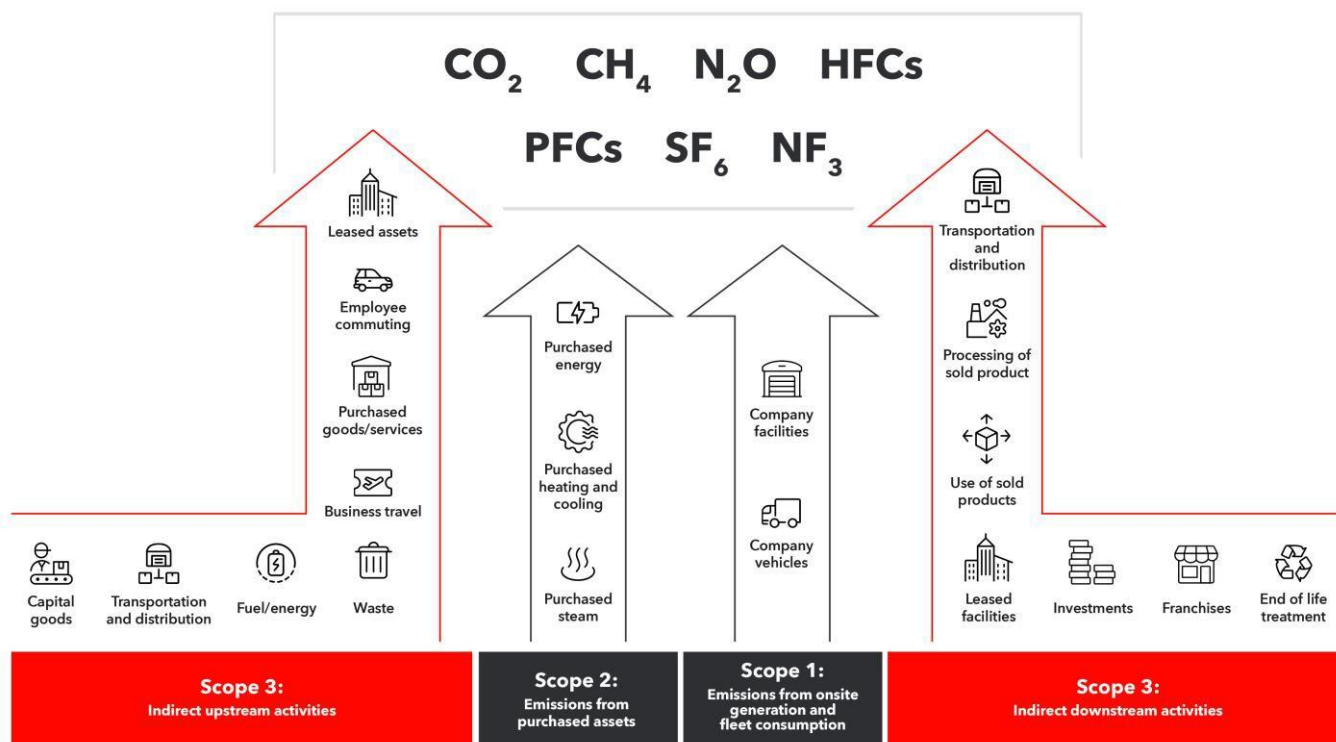 CO₂ CH₄ N₂O HFCs
PFCs SF₆ NF₃
Leased assets
Employee
commuting
Purchased
goods/services
Business travel
Capital
goods
Transportation
and distribution
Fuel/energy
Waste
Purchased
energy
Purchased
heating and
cooling
Purchased
steam
Company
facilities
Company
vehicles
Transportation
and
distribution
Processing of
sold product
Use of sold
products
Leased
facilities
Investments
Franchises
End of life
treatment
Scope 3:
Indirect upstream activities
Scope 2:
Emissions from
purchased assets
Scope 1:
Emissions from onsite
generation and
fleet consumption
Scope 3:
Indirect downstream activities